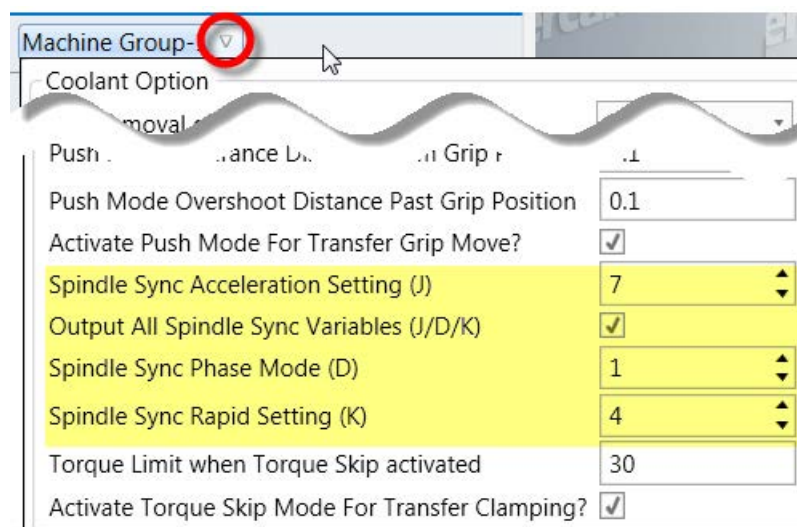 Machine Group-
Coolant Option
Push Grip
Push Mode Overshoot Distance Past Grip Position 0.1
Activate Push Mode For Transfer Grip Move?
Spindle Sync Acceleration Setting (J) 7
Output All Spindle Sync Variables (J/D/K)
Spindle Sync Phase Mode (D) 1
Spindle Sync Rapid Setting (K) 4
Torque Limit when Torque Skip activated 30
Activate Torque Skip Mode For Transfer Clamping?